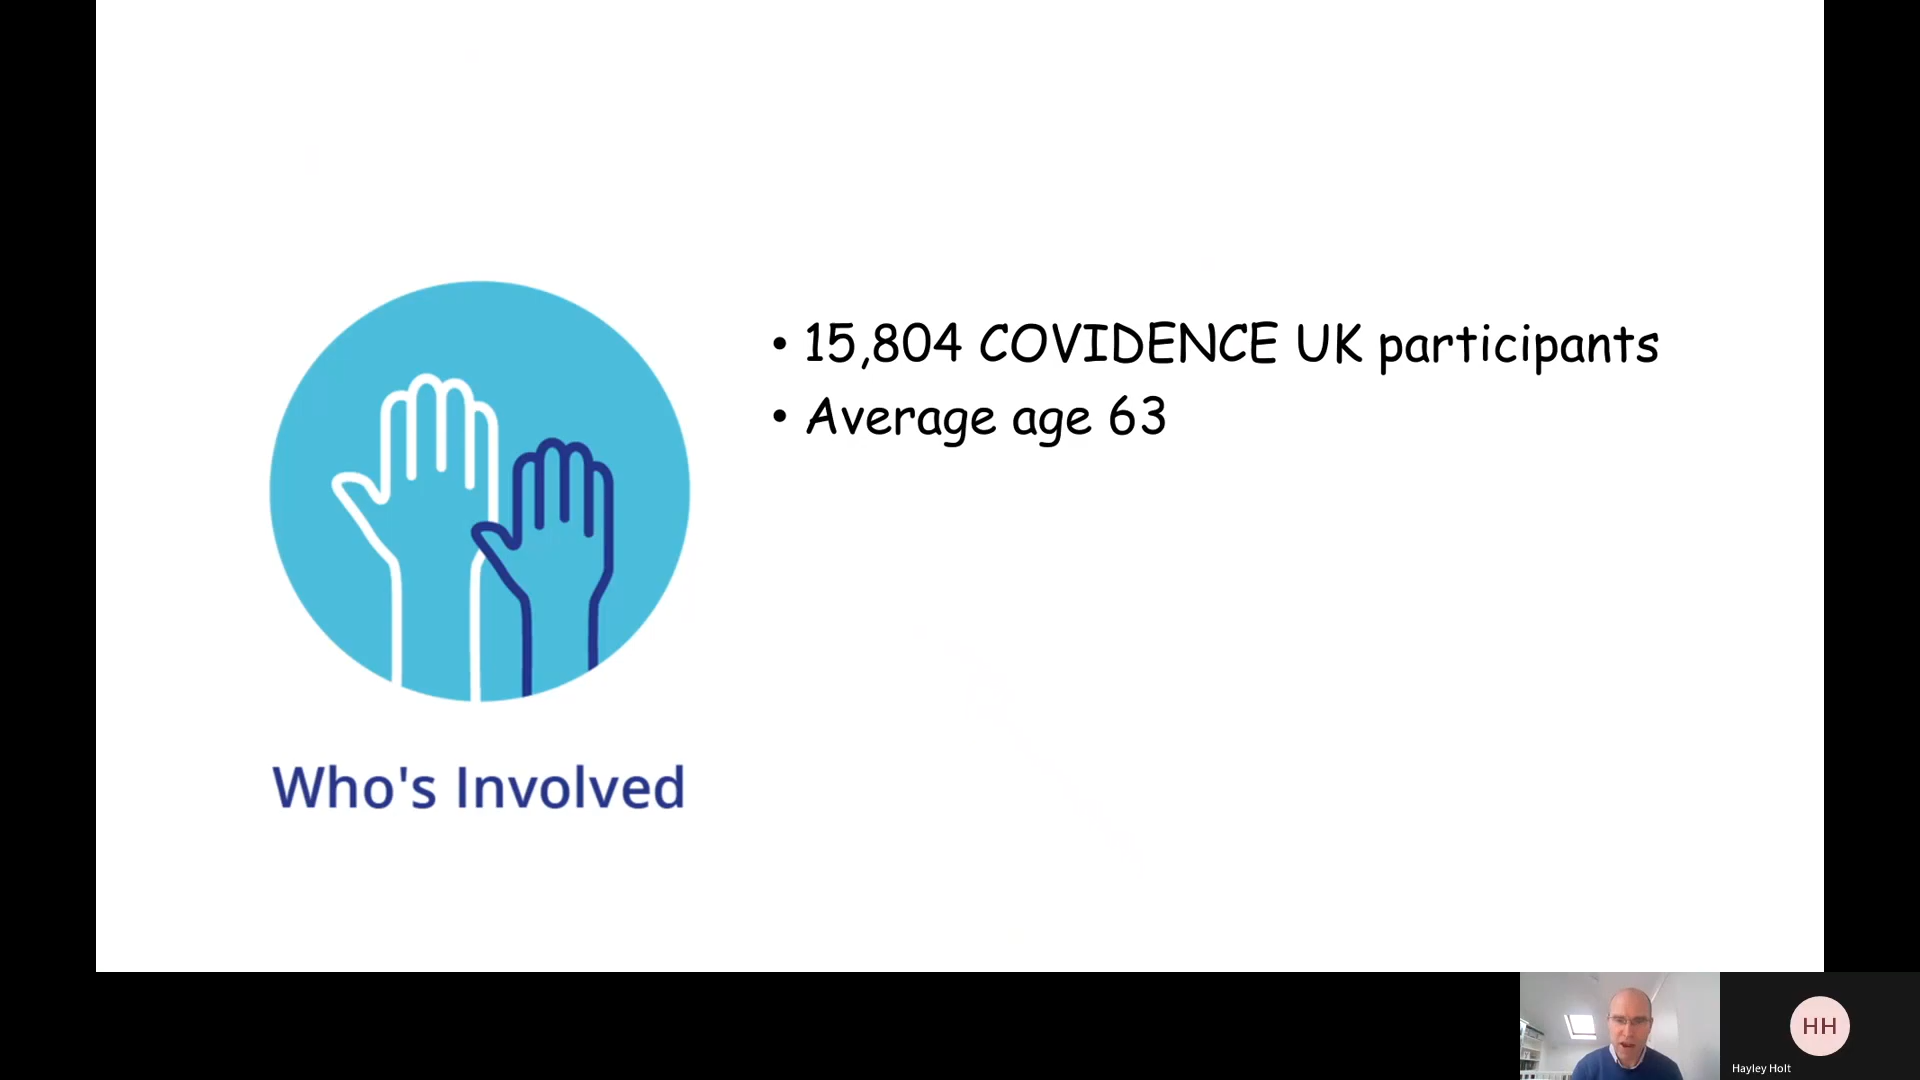 • 15,804 COVIDENCE UK participants
• Average age 63
Who's Involved
HH
Hayley Holt